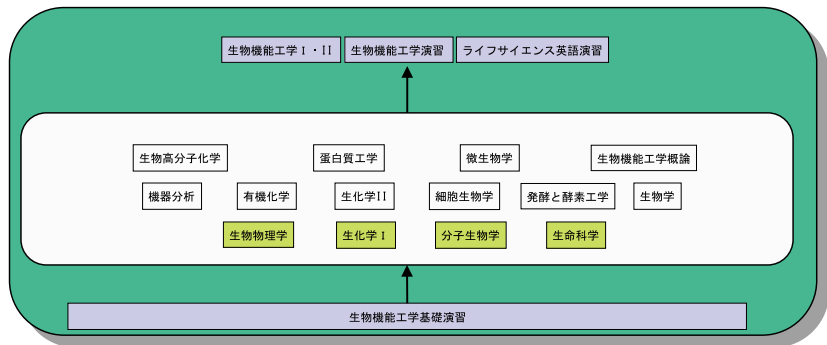 生物機能工学Ⅰ・II 生物機能工学演習 ライフサイエンス英語演習
生物高分子化学 蛋白質工学 微生物学 生物機能工学概論
機器分析 有機化学 生化学II 細胞生物学 発酵と酵素工学 生物学
生物物理学 生化学Ⅰ 分子生物学 生命科学
生物機能工学基礎演習